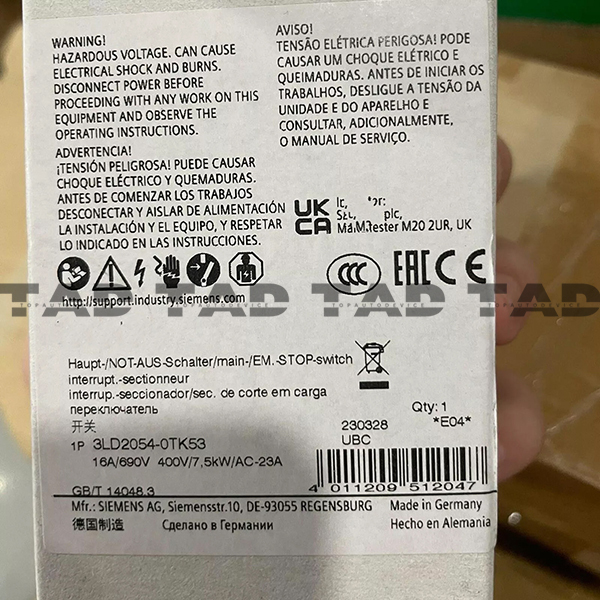 WARNING!
HAZARDOUS VOLTAGE. CAN CAUSE
ELECTRICAL SHOCK AND BURNS.
DISCONNECT POWER BEFORE
PROCEEDING WITH ANY WORK ON THIS
EQUIPMENT AND OBSERVE THE
OPERATING INSTRUCTIONS.
ADVERTENCIA!
¡TENSIÓN PELIGROSA! PUEDE CAUSAR
CHOQUE ELÉCTRICO Y QUEMADURAS.
ANTES DE COMENZAR LOS TRABAJOS
DESCONECTAR Y AISLAR DE ALIMENTACIÓN
LA INSTALACIÓN Y EL EQUIPO, Y RESPETAR
LO INDICADO EN LAS INSTRUCCIONES.
AVISO!
TENSÃO ELÉTRICA PERIGOSA! PODE
CAUSAR UM CHOQUE ELÉTRICO E
QUEIMADURAS. ANTES DE INICIAR OS
TRABALHOS, DESLIGUE A TENSÃO DA
UNIDADE E DO APARELHO E
CONSULTAR, ADICIONALMENTE,
O MANUAL DE SERVIÇO.
UK
CA
plc,
M20 2UR, UK
CCC EAC CE
TAD TAD TAD TAD
TOPAUTODEVICE TOPAUTODEVICE TOPAUTODEVICE TOPAUTODEVICE
http://support.industry.siemens.com
Haupt-/NOT-AUS-Schalter/main-/EM.-STOP-switch
interrupt.-sectionneur
interrup.-seccionador/sec. de corte em carga
переключатель
开关
1P 3LD2054-0TK53
16A/690V 400V/7,5kW/AC-23A
GB/T 14048.3
Qty: 1
230328 *E04*
UBC
4 011209 512047
Mfr.: SIEMENS AG, Siemensstr.10, DE-93055 REGENSBURG
德国制造 Сделано в Германии
Made in Germany
Hecho en Alemania